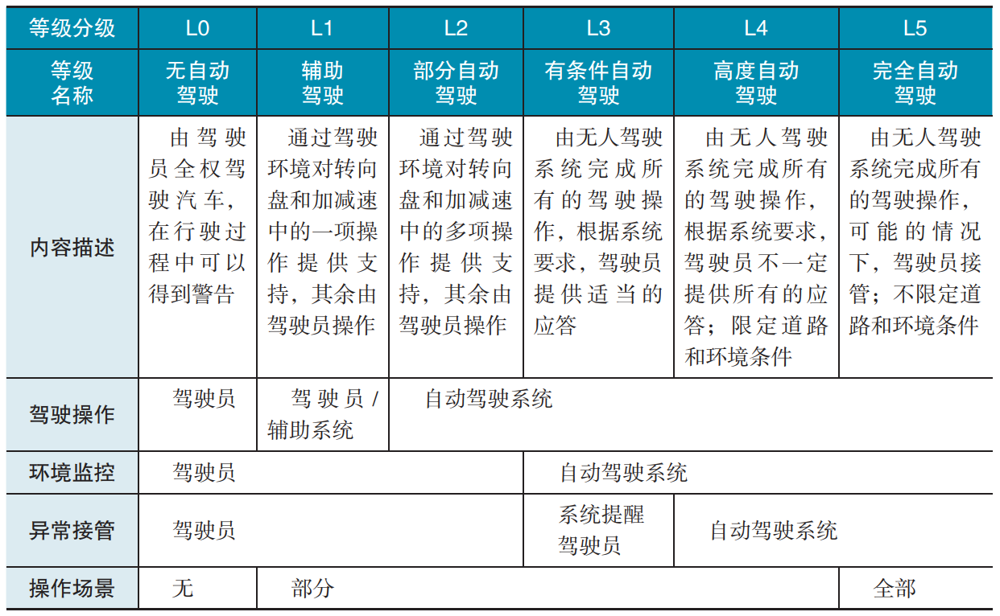 等级分级 L0 L1 L2 L3 L4 L5
等级
名称
无自动
驾驶
辅助
驾驶
部分自动
驾驶
有条件自动
驾驶
高度自动
驾驶
完全自动
驾驶
内容描述
由驾驶
员全权驾
驶汽车，
在行驶过
程中可以
得到警告
通过驾驶
环境对转向
盘和加减速
中的一项操
作提供支
持，其余由
驾驶员操作
通过驾驶
环境对转向
盘和加减速
中的多项操
作提供支
持，其余由
驾驶员操作
由无人驾驶
系统完成所
有的驾驶操
作，根据系统
要求，驾驶员
提供适当的
应答
由无人驾驶
系统完成所有
的驾驶操作，
根据系统要求，
驾驶员不一定
提供所有的应
答；限定道路
和环境条件
由无人驾驶
系统完成所有
的驾驶操作，
可能的情况
下，驾驶员接
管；不限定道
路和环境条件
驾驶操作
驾驶员
驾驶员/
辅助系统
自动驾驶系统
环境监控 驾驶员 自动驾驶系统
异常接管
驾驶员
系统提醒
驾驶员
自动驾驶系统
操作场景 无 部分 全部